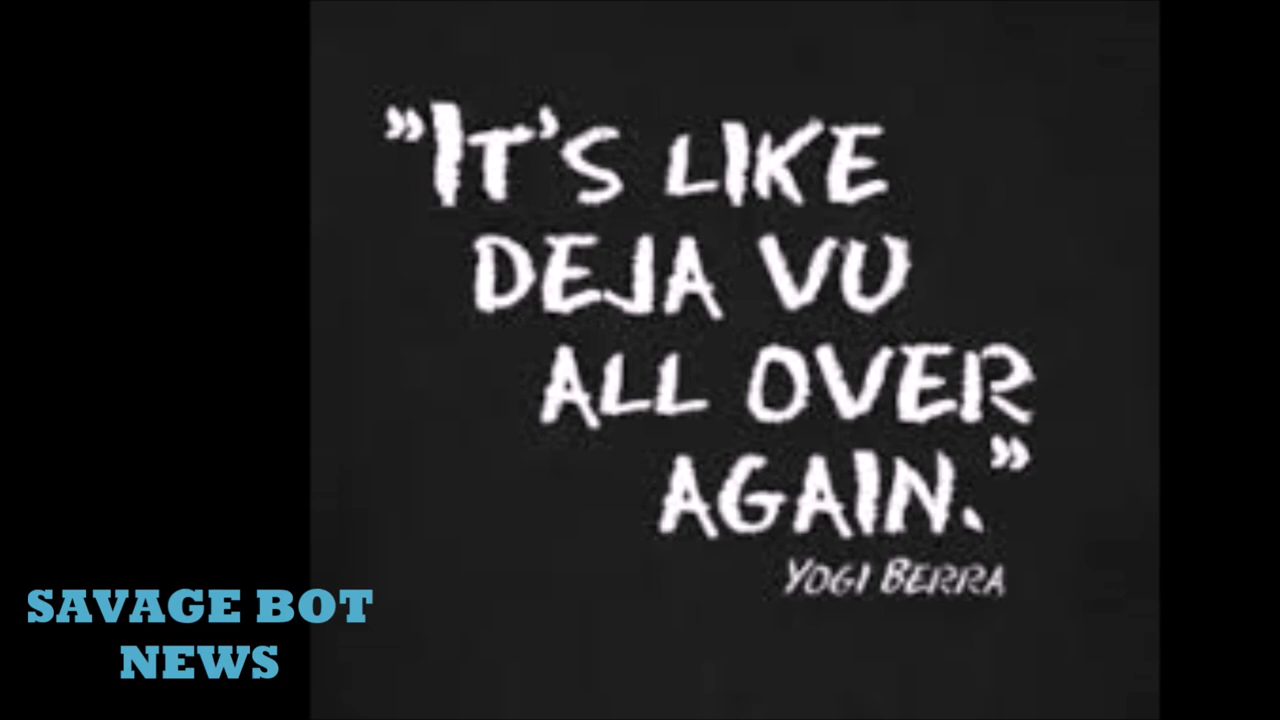 ”It’s like
deja vu
all over
again.”
Yogi Berra
SAVAGE BOT
NEWS